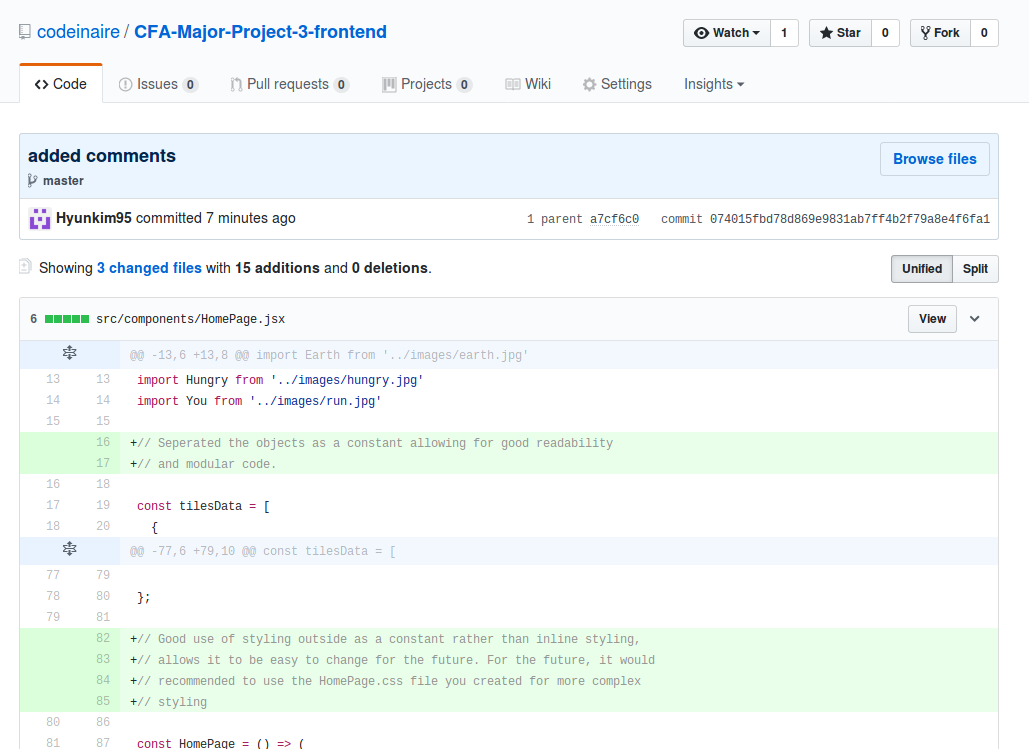 codeinaire / CFA-Major-Project-3-frontend
Watch 1 Star 0 Fork 0
Code Issues 0 Pull requests 0 Projects 0 Wiki Settings Insights
added comments
Browse files
master
Hyunkim95 committed 7 minutes ago 1 parent a7cf6c0 commit 074015fbd78d869e9831ab7ff4b2f79a8e4f6fa1
Showing 3 changed files with 15 additions and 0 deletions.
Unified Split
6 src/components/HomePage.jsx View
@@ -13,6 +13,8 @@ import Earth from '../images/earth.jpg'
13 13 import Hungry from '../images/hungry.jpg'
14 14 import You from '../images/run.jpg'
15 15
16 +// Seperated the objects as a constant allowing for good readability
17 +// and modular code.
16 18
17 19 const tilesData = [
18 20 {
@@ -77,6 +79,10 @@ const tilesData = [
77 79
78 80 };
79 81
82 +// Good use of styling outside as a constant rather than inline styling,
83 +// allows it to be easy to change for the future. For the future, it would
84 +// recommended to use the HomePage.css file you created for more complex
85 +// styling
80 86
81 87 const HomePage = () => (